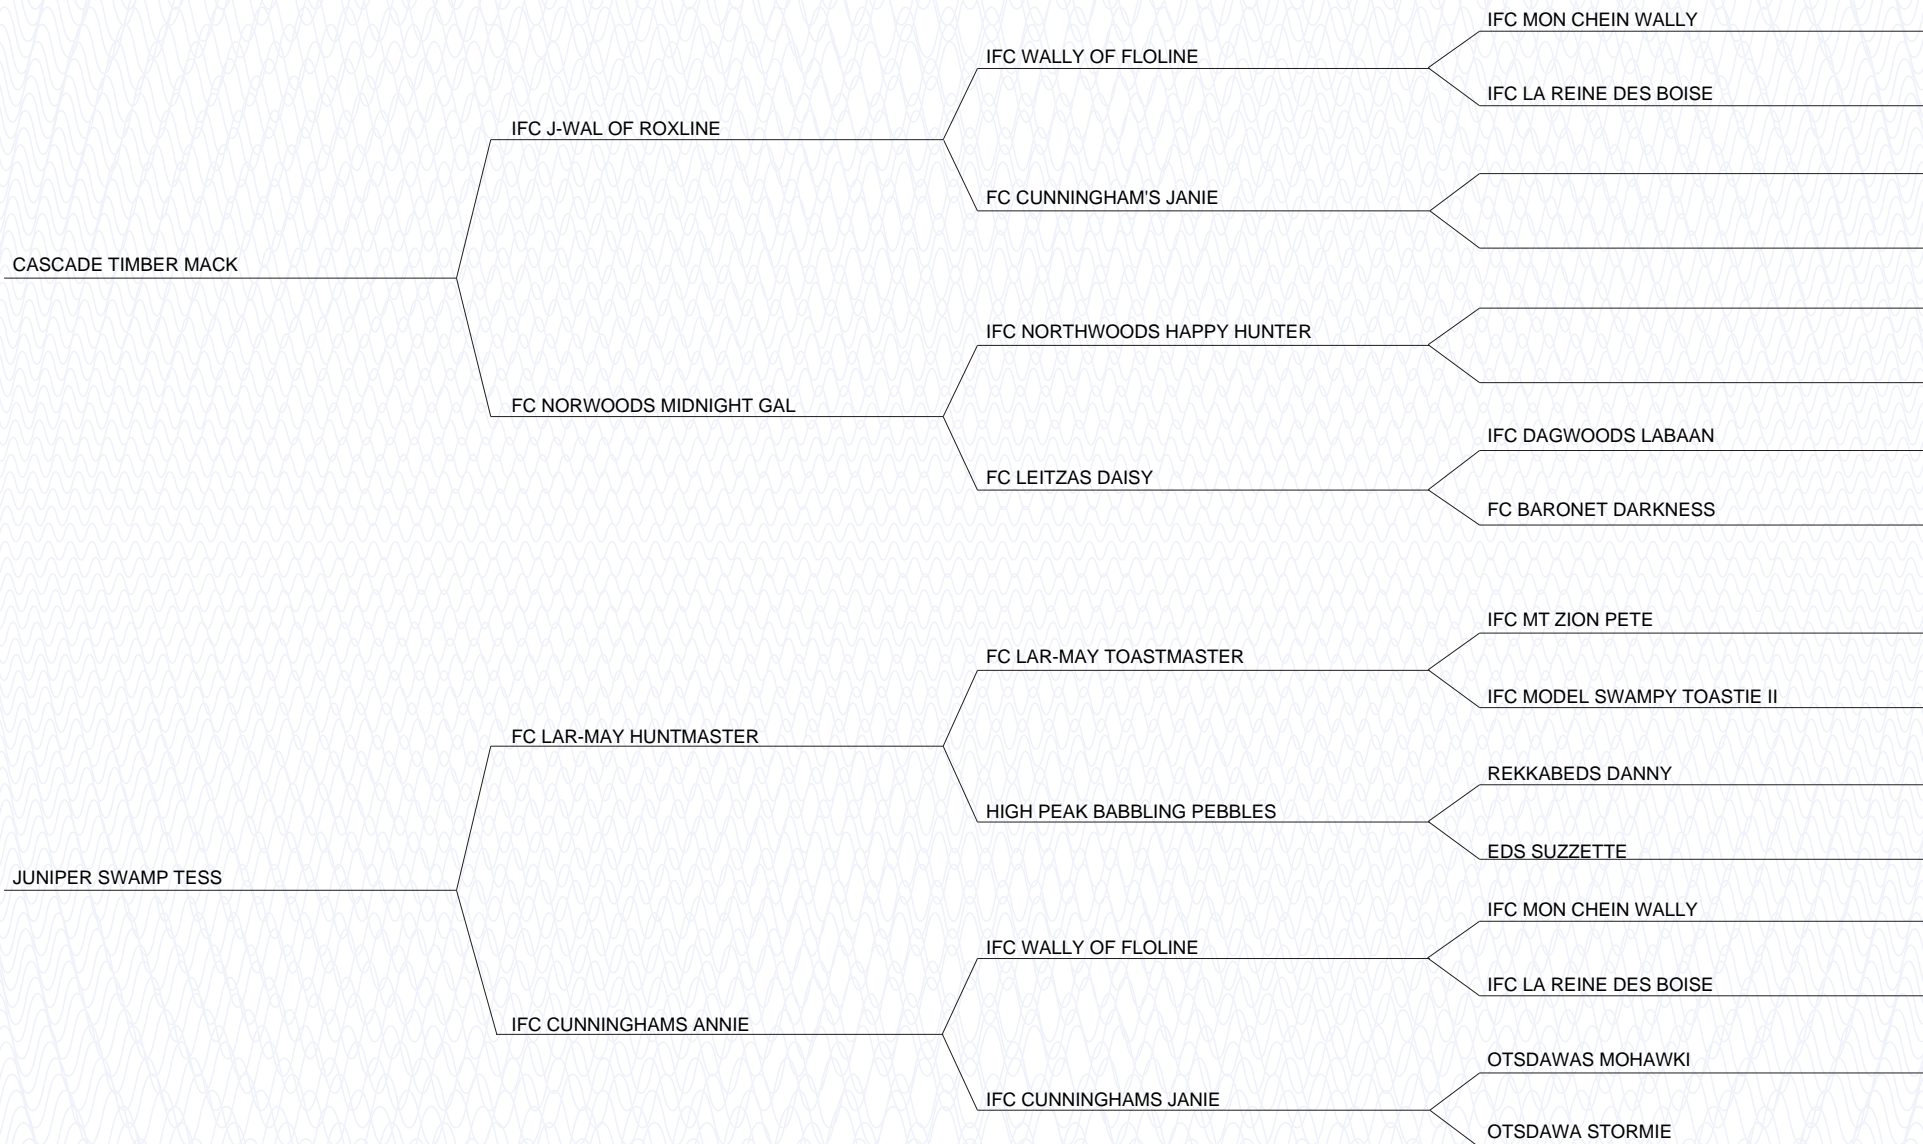 IFC MON CHEIN WALLY
IFC WALLY OF FLOLINE
IFC LA REINE DES BOISE
IFC J-WAL OF ROXLINE
FC CUNNINGHAM'S JANIE
CASCADE TIMBER MACK
IFC NORTHWOODS HAPPY HUNTER
FC NORWOODS MIDNIGHT GAL
IFC DAGWOODS LABAAN
FC LEITZAS DAISY
FC BARONET DARKNESS
IFC MT ZION PETE
FC LAR-MAY TOASTMASTER
IFC MODEL SWAMPY TOASTIE II
FC LAR-MAY HUNTMASTER
REKKABEDS DANNY
HIGH PEAK BABBLING PEBBLES
EDS SUZZETTE
JUNIPER SWAMP TESS
IFC MON CHEIN WALLY
IFC WALLY OF FLOLINE
IFC LA REINE DES BOISE
IFC CUNNINGHAMS ANNIE
OTSDAWAS MOHAWKI
IFC CUNNINGHAMS JANIE
OTSDAWA STORMIE